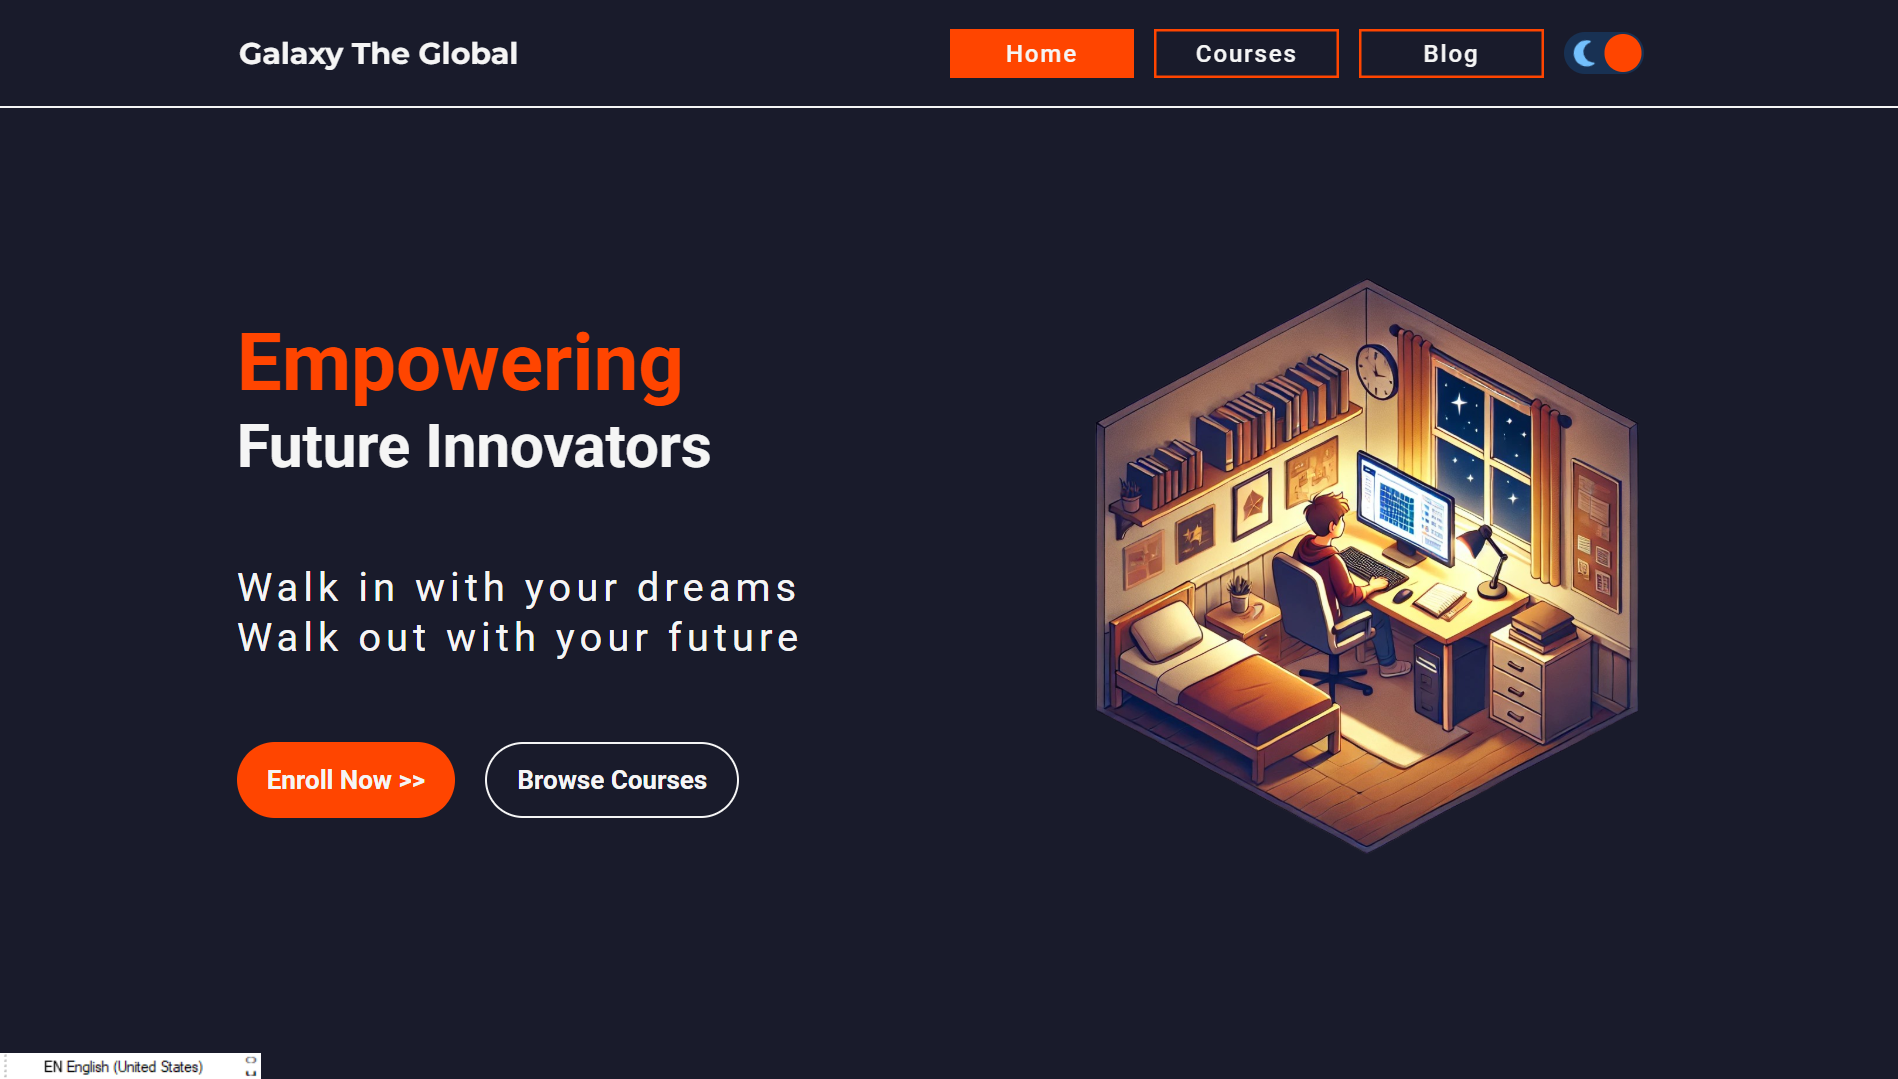 Galaxy The Global
Home
Courses
Blog
Empowering
Future Innovators
Walk in with your dreams
Walk out with your future
Enroll Now >>
Browse Courses
EN English (United States)